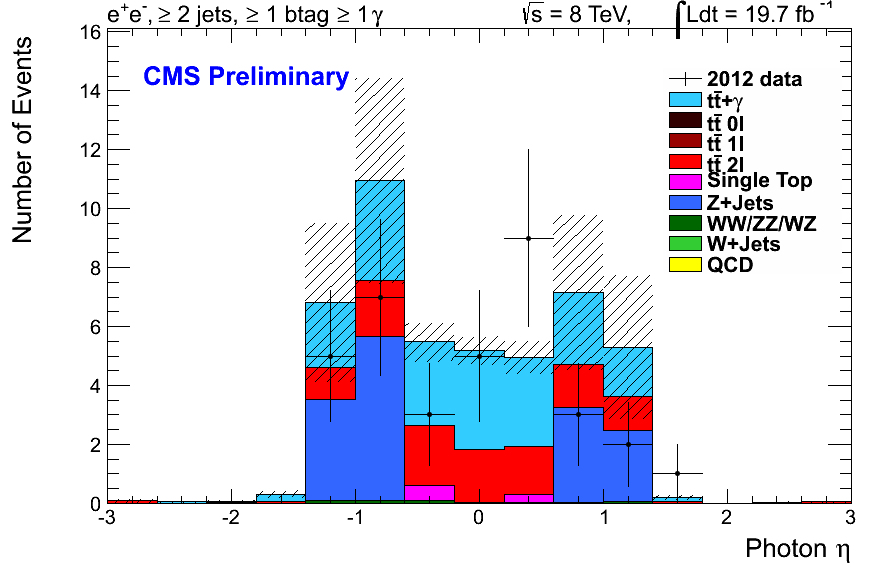 e⁺e⁻, ≥ 2 jets, ≥ 1 btag ≥ 1 γ √s = 8 TeV, ∫Ldt = 19.7 fb⁻¹
Number of Events
CMS Preliminary
2012 data
tt̄+γ
tt̄ 0l
tt̄ 1l
tt̄ 2l
Single Top
Z+Jets
WW/ZZ/WZ
W+Jets
QCD
16
14
12
10
8
6
4
2
0
-3 -2 -1 0 1 2 3
Photon η